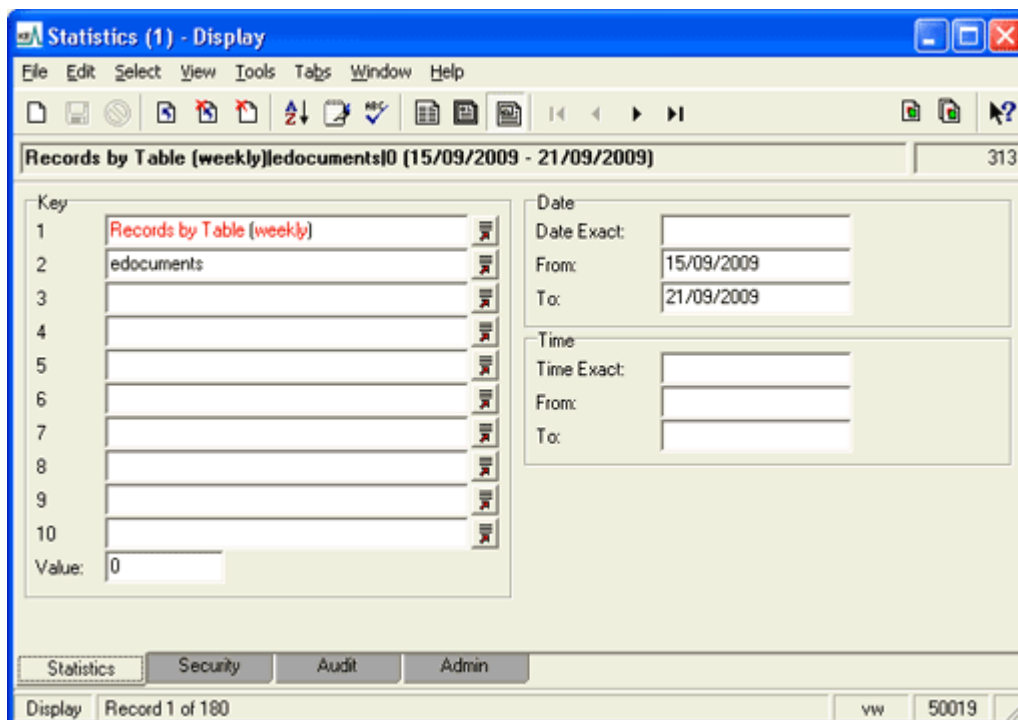 Statistics (1) - Display
File Edit Select View Tools Tabs Window Help
Records by Table (weekly)|edocuments|0 (15/09/2009 - 21/09/2009) 313
Key
1 Records by Table (weekly)
2 edocuments
3
4
5
6
7
8
9
10
Value: 0
Date
Date Exact:
From: 15/09/2009
To: 21/09/2009
Time
Time Exact:
From:
To:
Statistics Security Audit Admin
Display Record 1 of 180 vw 50019